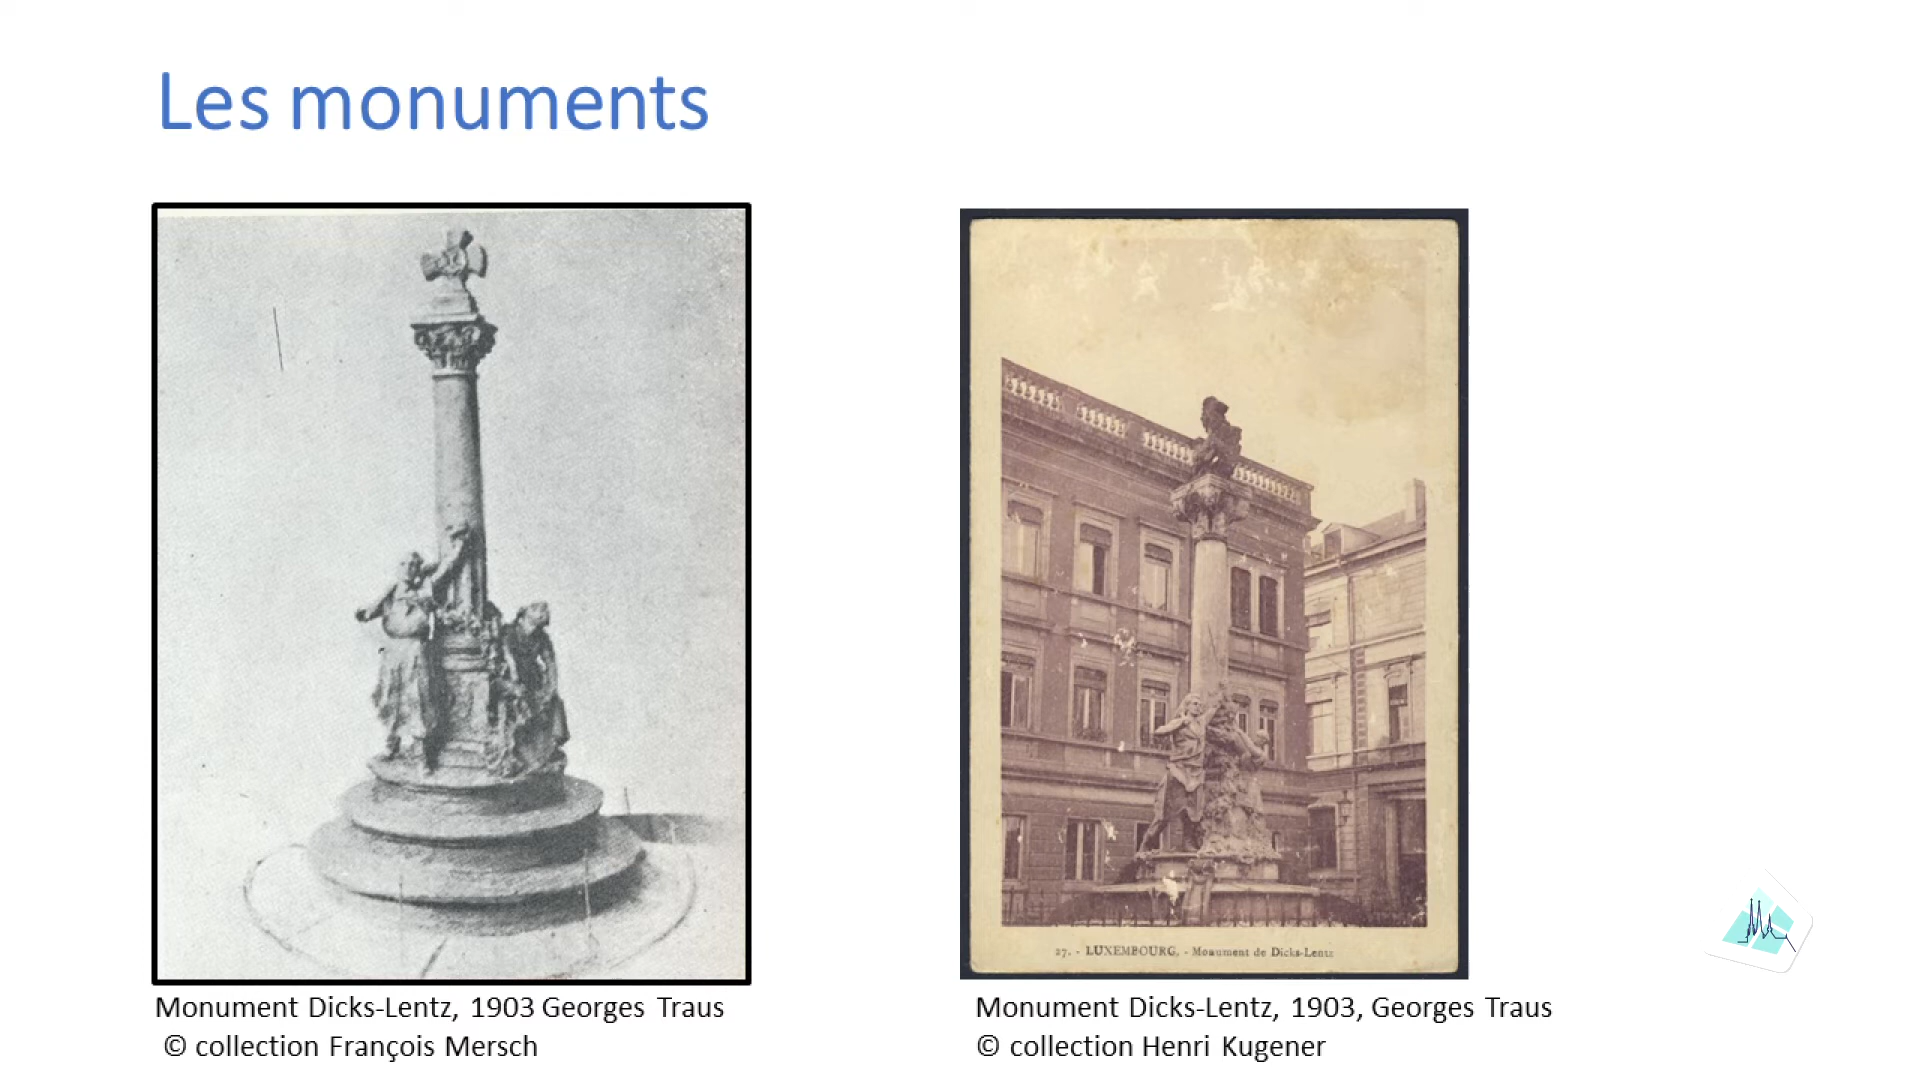 Les monuments
27. - LUXEMBOURG. - Monument de Dicks-Lentz
Monument Dicks-Lentz, 1903 Georges Traus
© collection François Mersch
Monument Dicks-Lentz, 1903, Georges Traus
© collection Henri Kugener